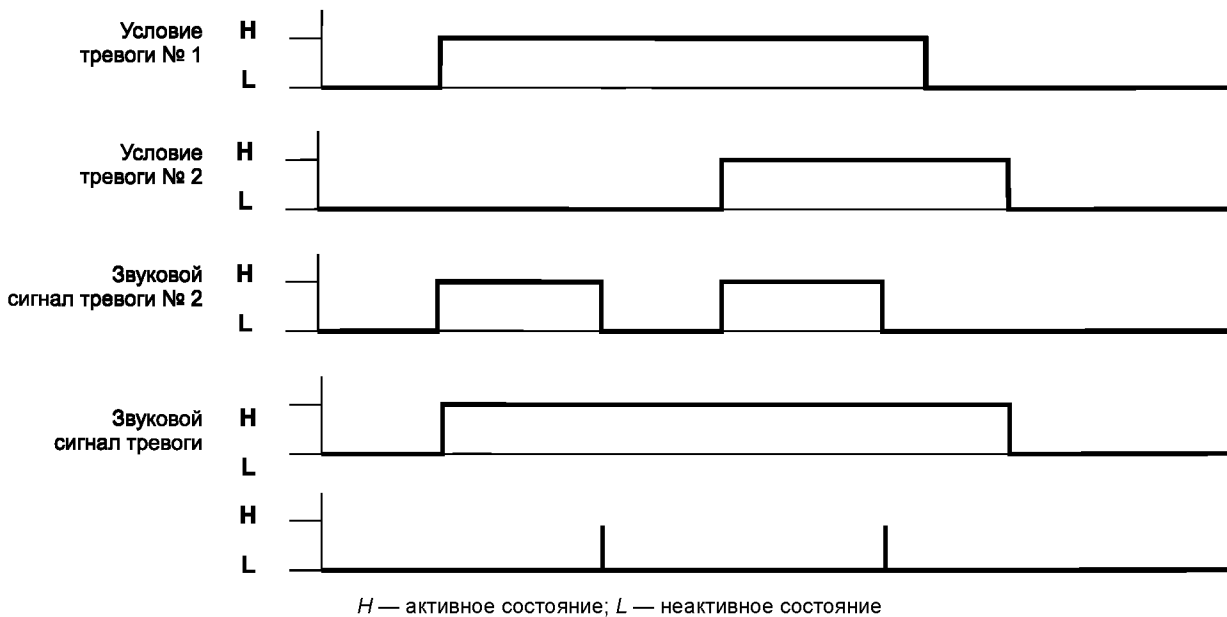 Условие
тревоги № 1
H
L
Условие
тревоги № 2
H
L
Звуковой
сигнал тревоги № 2
H
L
Звуковой
сигнал тревоги
H
L
H
L
H — активное состояние; L — неактивное состояние